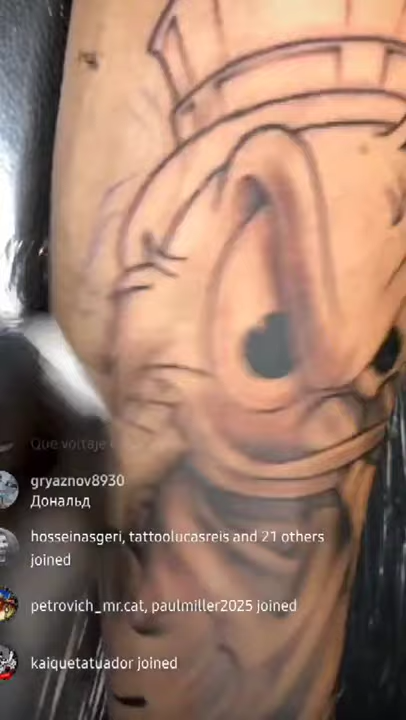 Que voltaje
gryaznov8930
Дональд
hosseinasgeri, tattoolucasreis and 21 others
joined
petrovich_mr.cat, paulmiller2025 joined
kaiquetatuador joined